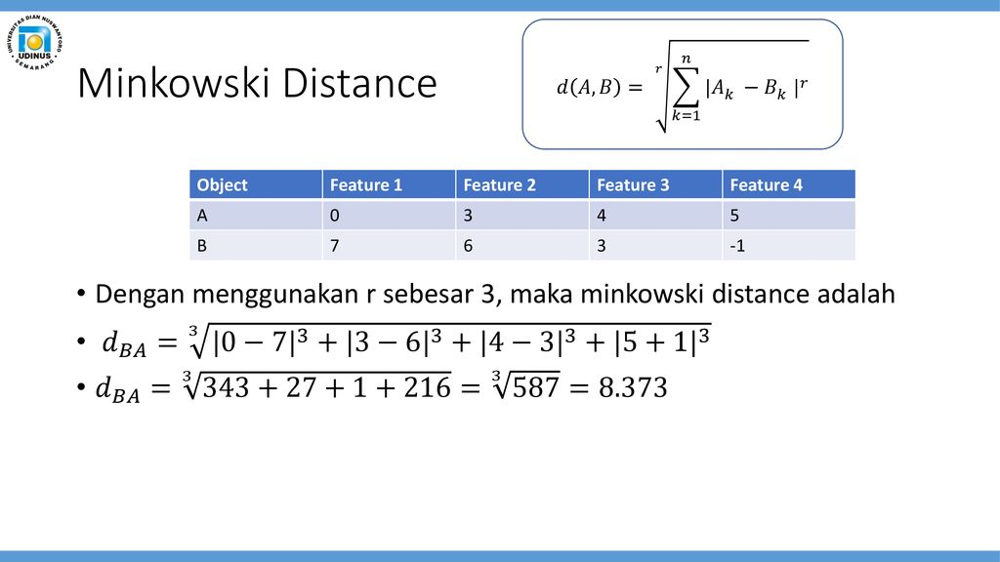 UNIVERSITAS DIAN NUSWANTORO
UDINUS
SEMARANG
Minkowski Distance
d(A, B) = \sqrt[r]{\sum_{k=1}^{n} |A_k − B_k|^r}
Object Feature 1 Feature 2 Feature 3 Feature 4
A 0 3 4 5
B 7 6 3 -1
• Dengan menggunakan r sebesar 3, maka minkowski distance adalah
• d_{BA} = \sqrt[3]{|0 − 7|^3 + |3 − 6|^3 + |4 − 3|^3 + |5 + 1|^3}
• d_{BA} = \sqrt[3]{343 + 27 + 1 + 216} = \sqrt[3]{587} = 8.373